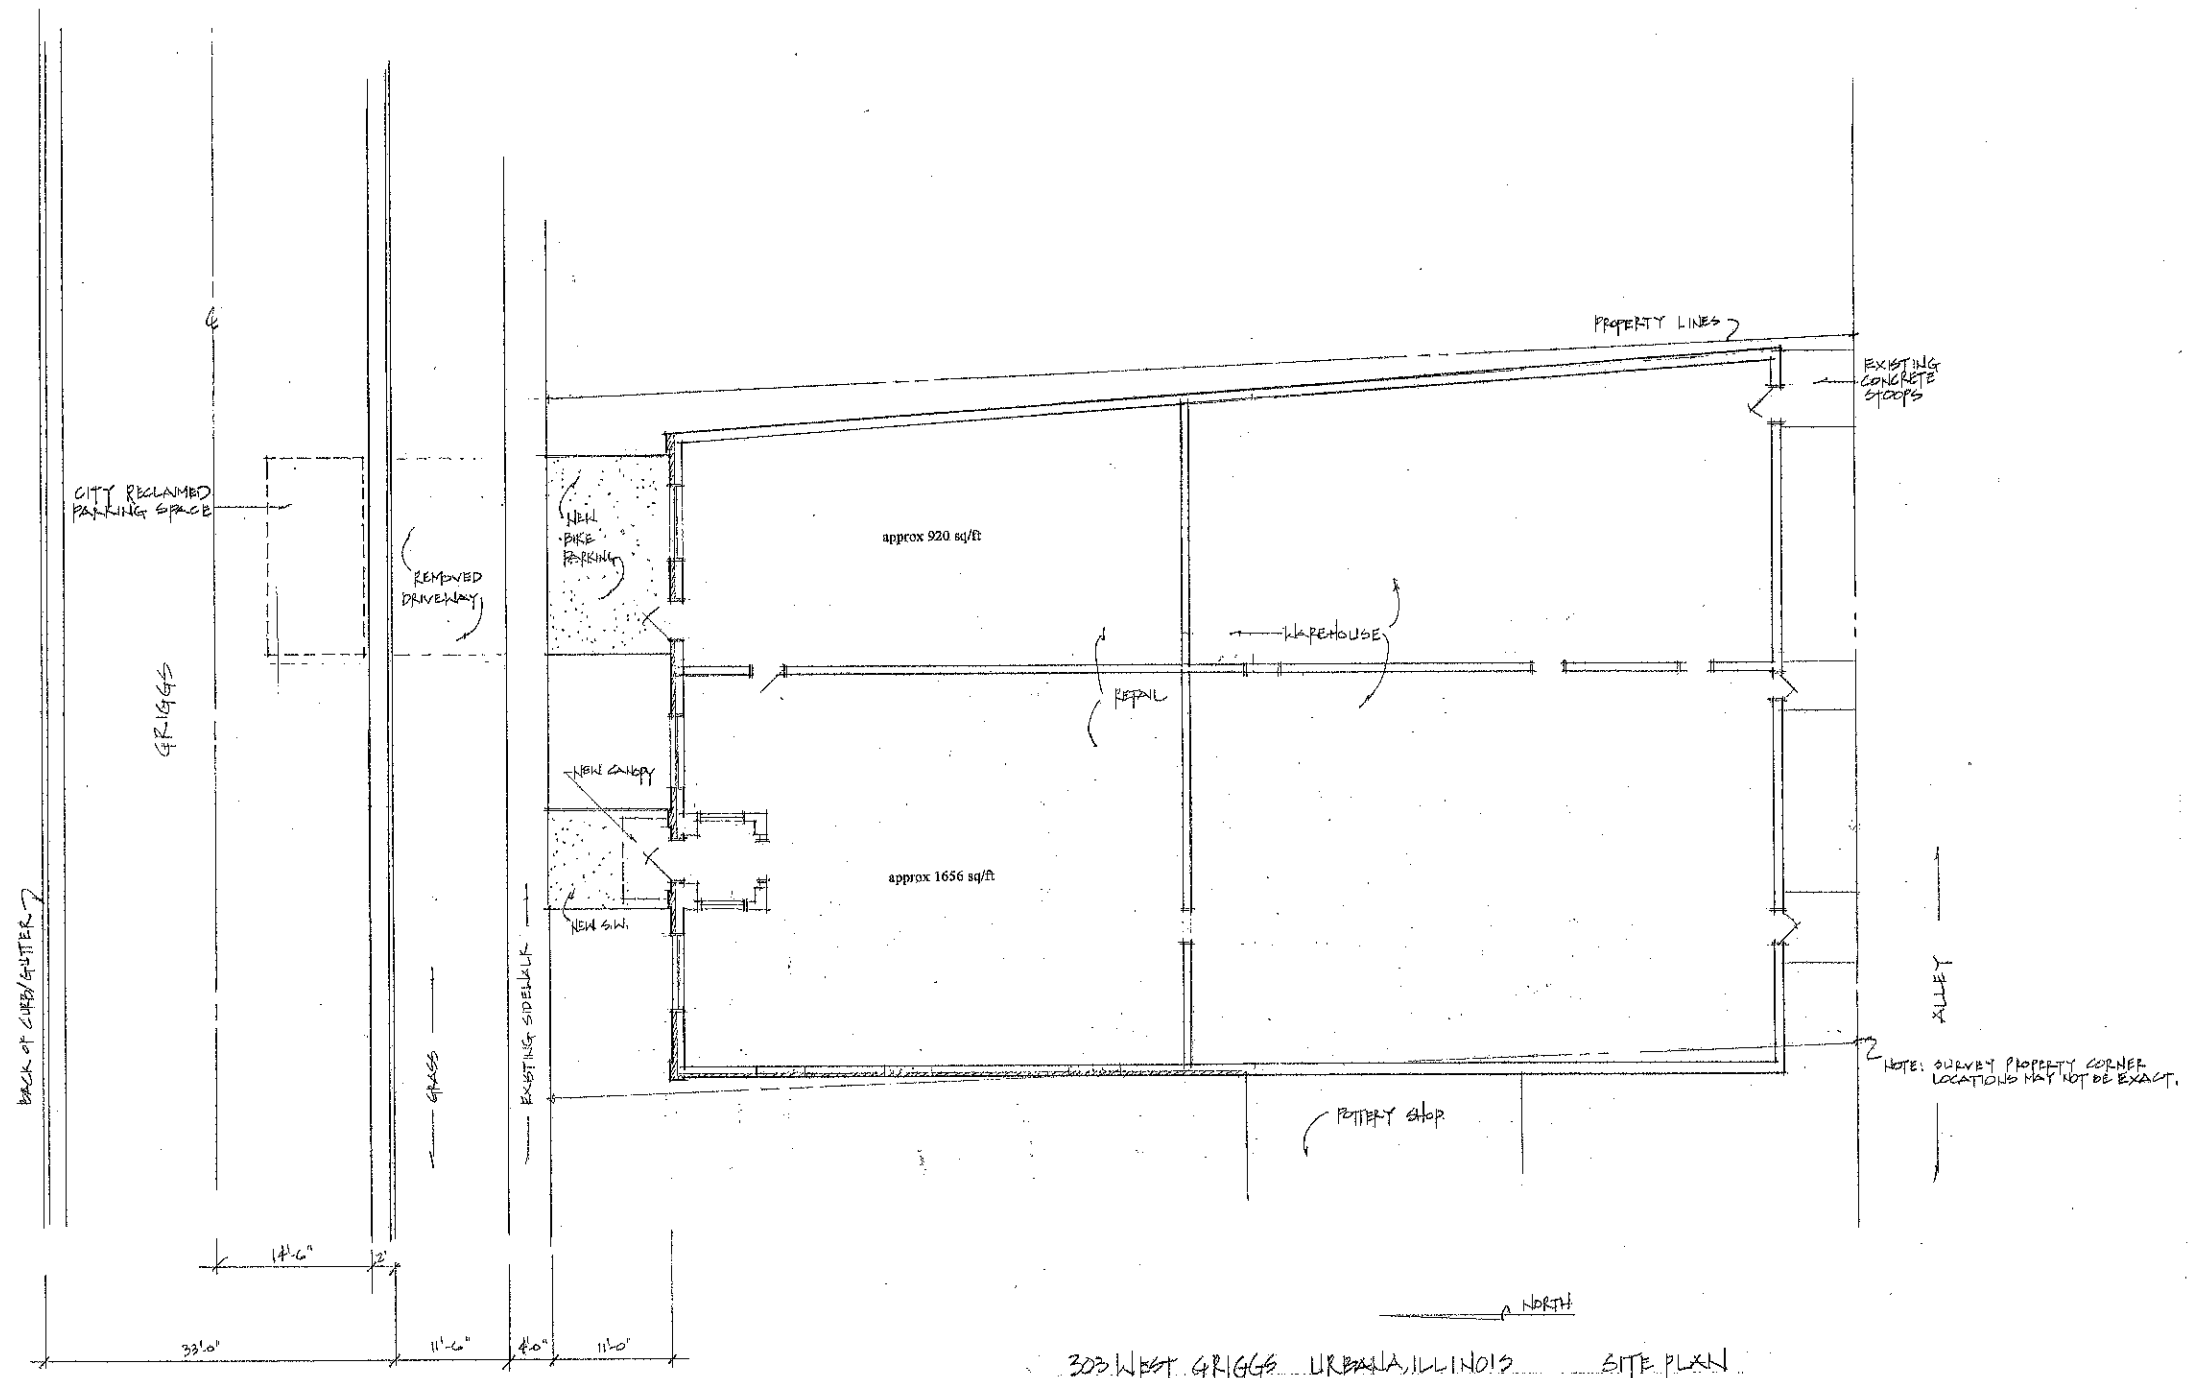 PROPERTY LINES
EXISTING
CONCRETE
STOOPS
CITY RECLAIMED
PARKING SPACE
NEW
BIKE
PARKING
approx 920 sq/ft
REMOVED
DRIVEWAY
WAREHOUSE
RETAIL
GRIGGS
NEW CANOPY
approx 1656 sq/ft
NEW S.W.
BACK OF CURB/GUTTER
GRASS
EXISTING SIDEWALK
ALLEY
NOTE: SURVEY PROPERTY CORNER
LOCATIONS MAY NOT BE EXACT.
POTTERY SHOP
14'-6"
2'
NORTH
33'-0"
11'-6"
4'-0"
11'-0"
303 WEST GRIGGS URBANA, ILLINOIS SITE PLAN